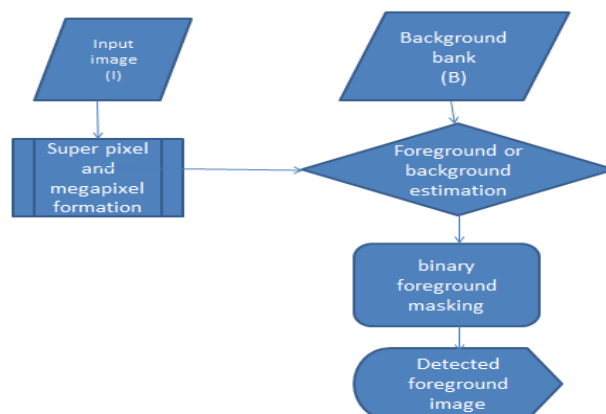 Input
image
(I)
Background
bank
(B)
Super pixel
and
megapixel
formation
Foreground or
background
estimation
binary
foreground
masking
Detected
foreground
image